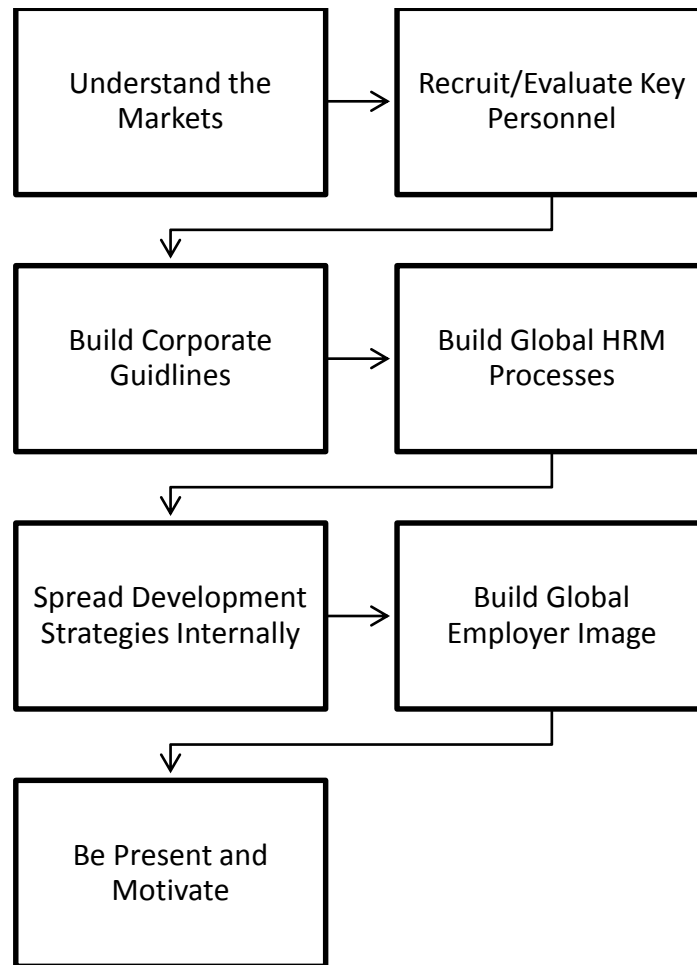 Understand the
Markets
Recruit/Evaluate Key
Personnel
Build Corporate
Guidlines
Build Global HRM
Processes
Spread Development
Strategies Internally
Build Global
Employer Image
Be Present and
Motivate